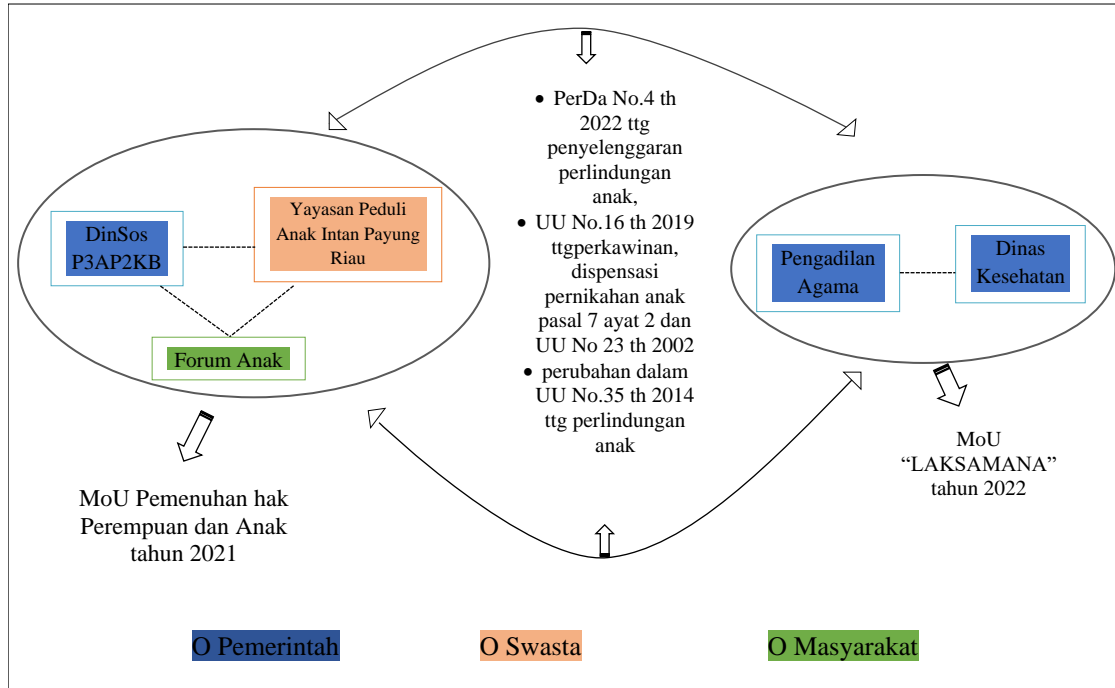 • PerDa No.4 th
2022 ttg
penyelenggaran
perlindungan
anak,
• UU No.16 th 2019
ttgperkawinan,
dispensasi
pernikahan anak
pasal 7 ayat 2 dan
UU No 23 th 2002
• perubahan dalam
UU No.35 th 2014
ttg perlindungan
anak
DinSos
P3AP2KB
Yayasan Peduli
Anak Intan Payung
Riau
Forum Anak
Pengadilan
Agama
Dinas
Kesehatan
MoU Pemenuhan hak
Perempuan dan Anak
tahun 2021
MoU
“LAKSAMANA”
tahun 2022
O Pemerintah
O Swasta
O Masyarakat